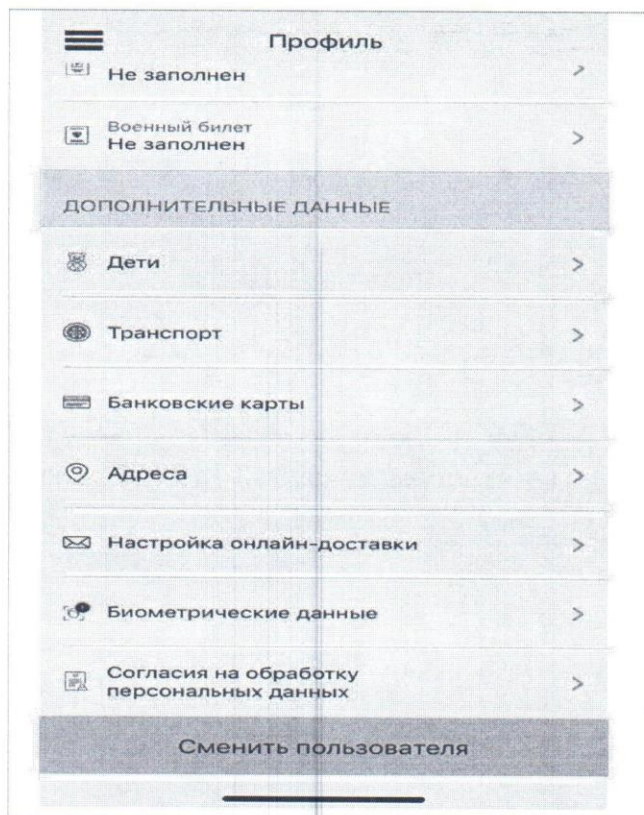 Профиль
Не заполнен
Военный билет
Не заполнен
ДОПОЛНИТЕЛЬНЫЕ ДАННЫЕ
Дети
Транспорт
Банковские карты
Адреса
Настройка онлайн-доставки
Биометрические данные
Согласия на обработку
персональных данных
Сменить пользователя